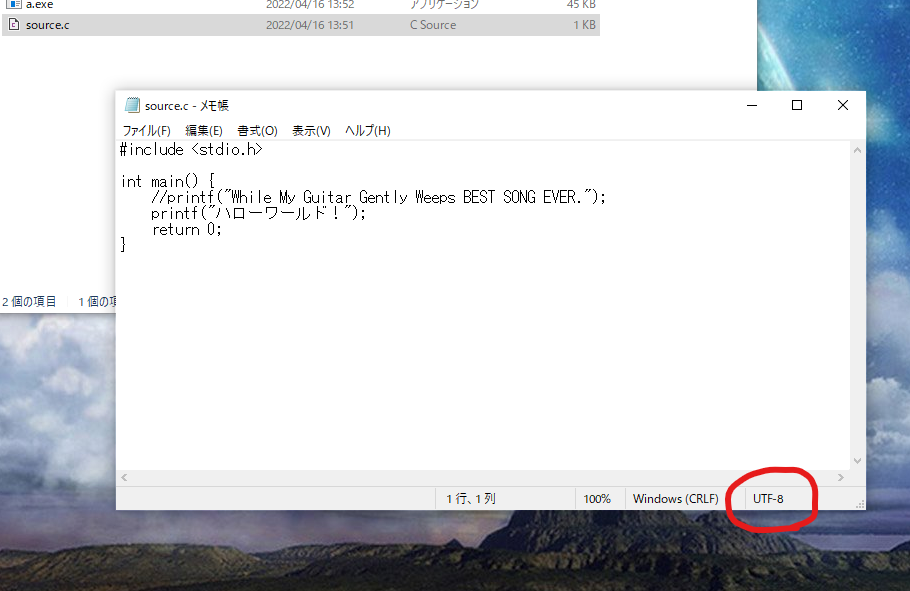 a.exe 2022/04/16 13:52 アプリケーション 45 KB
source.c 2022/04/16 13:51 C Source 1 KB
source.c - メモ帳
ファイル(F) 編集(E) 書式(O) 表示(V) ヘルプ(H)
#include <stdio.h>
int main() {
//printf("While My Guitar Gently Weeps BEST SONG EVER.");
printf("ハローワールド！");
return 0;
}
2 個の項目 1 個の項
1 行、1 列 100% Windows (CRLF) UTF-8